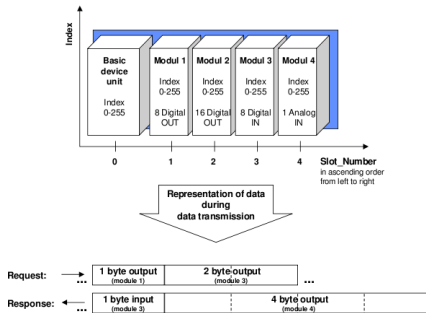 Index
Basic device unit
Index 0-255
Modul 1
Index 0-255
8 Digital OUT
Modul 2
Index 0-255
16 Digital OUT
Modul 3
Index 0-255
8 Digital IN
Modul 4
Index 0-255
1 Analog IN
0 1 2 3 4 Slot_Number
in ascending order
from left to right
Representation of data
during
data transmission
Request: ... 1 byte output 2 byte output ...
(module 1) (module 3)
Response: ... 1 byte input 4 byte output
(module 3) (module 4)